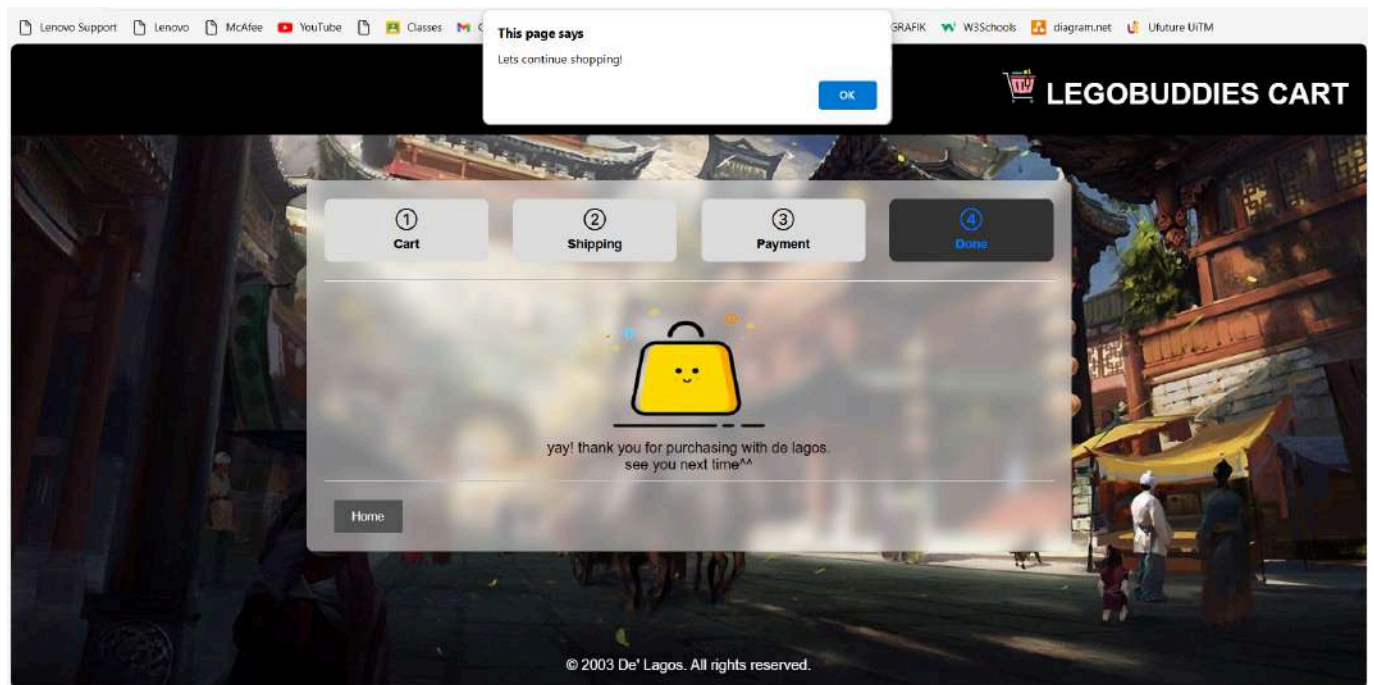 Lenovo Support Lenovo McAfee YouTube Classes GRAFIK W3Schools diagram.net Ufuture UiTM
This page says
Lets continue shopping!
OK
LEGOBUDDIES CART
1 2 3 4
Cart Shipping Payment Done
yay! thank you for purchasing with de lagos.
see you next time^^
Home
© 2003 De' Lagos. All rights reserved.